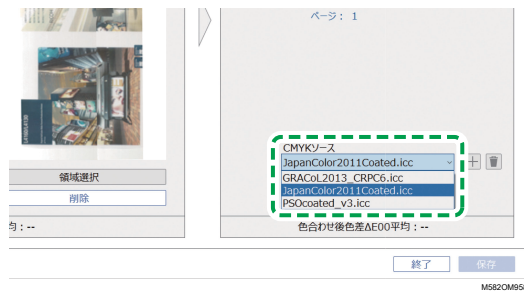 ページ： 1
CMYKソース
JapanColor2011Coated.icc
GRACoL2013_CRPC6.icc
JapanColor2011Coated.icc
PSOcoated_v3.icc
領域選択
削除
均：--
色合わせ後色差ΔE00平均：--
終了
保存
M582OM95